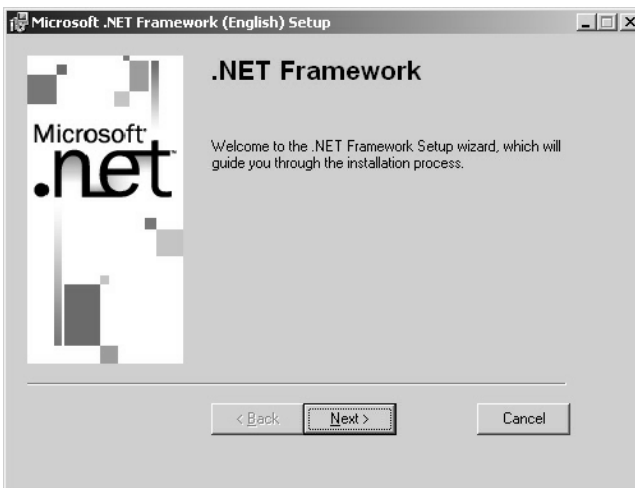 Microsoft .NET Framework (English) Setup
.NET Framework
Microsoft
.net
Welcome to the .NET Framework Setup wizard, which will
guide you through the installation process.
< Back
Next >
Cancel